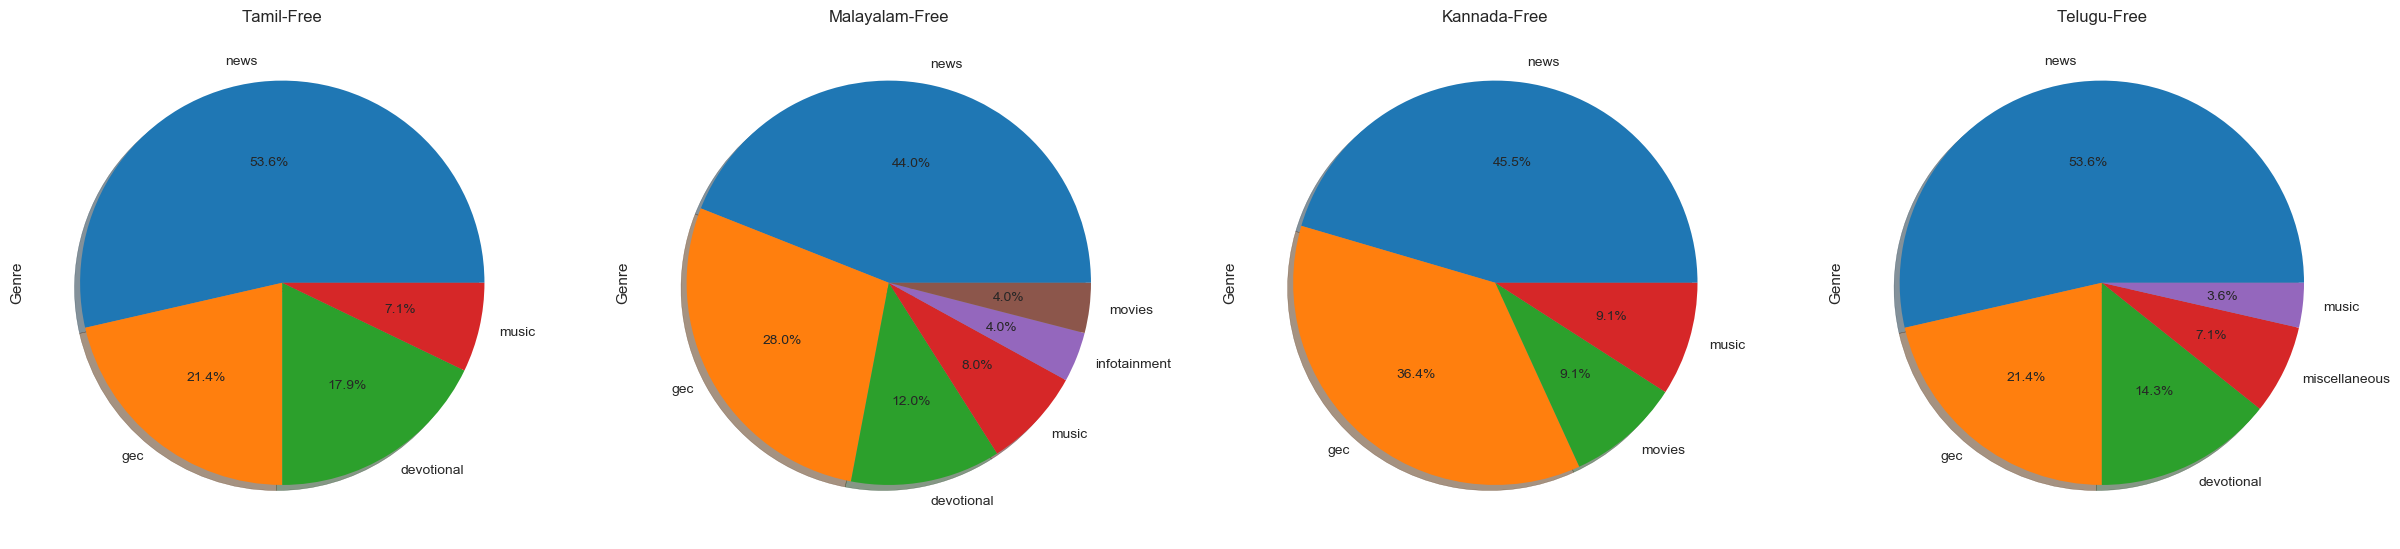 Tamil-Free
Genre
news
53.6%
gec
21.4%
devotional
17.9%
music
7.1%
Malayalam-Free
Genre
news
44.0%
gec
28.0%
devotional
12.0%
music
8.0%
infotainment
4.0%
movies
4.0%
Kannada-Free
Genre
news
45.5%
gec
36.4%
movies
9.1%
music
9.1%
Telugu-Free
Genre
news
53.6%
gec
21.4%
devotional
14.3%
miscellaneous
7.1%
music
3.6%